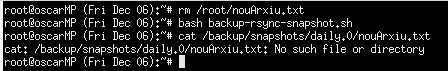 root@oscarMP (Fri Dec 06):~# rm /root/nouArxiu.txt
root@oscarMP (Fri Dec 06):~# bash backup-rsync-snapshot.sh
root@oscarMP (Fri Dec 06):~# cat /backup/snapshots/daily.0/nouArxiu.txt
cat: /backup/snapshots/daily.0/nouArxiu.txt: No such file or directory
root@oscarMP (Fri Dec 06):~#